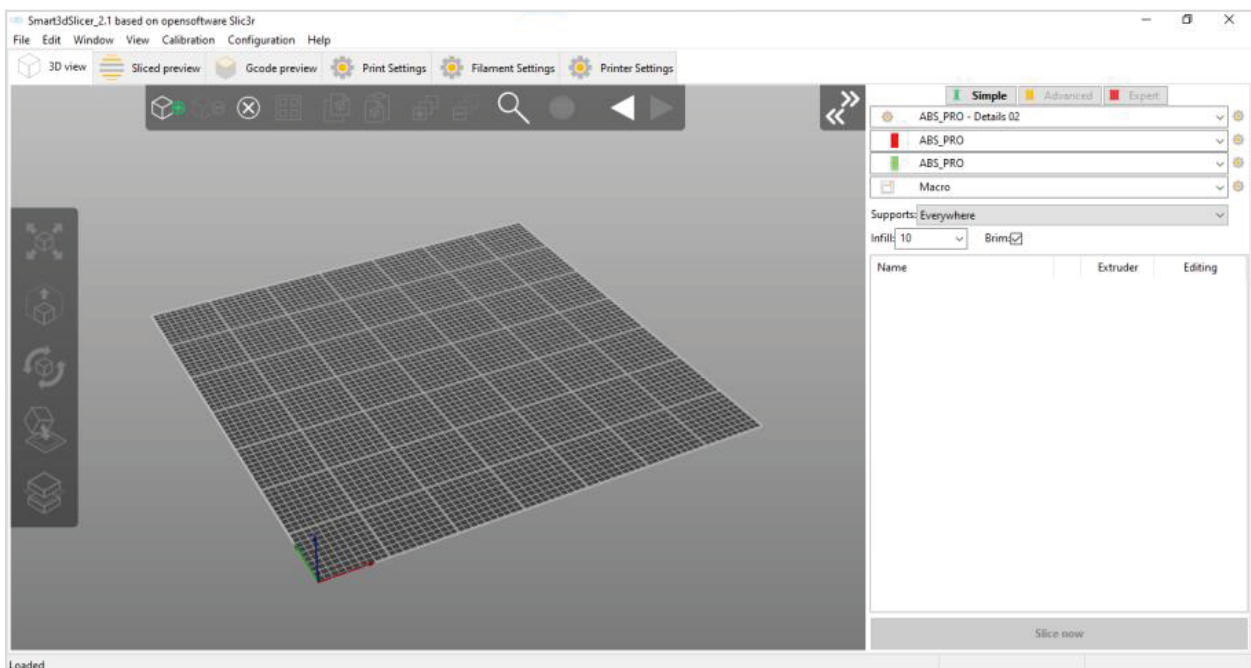 Smart3dSlicer_2.1 based on opensoftware Slic3r
File Edit Window View Calibration Configuration Help
3D view Sliced preview Gcode preview Print Settings Filament Settings Printer Settings
Simple Advanced Expert
ABS_PRO - Details 02
ABS_PRO
ABS_PRO
Macro
Supports: Everywhere
Infill: 10 Brim:
Name Extruder Editing
Slice now
Loaded